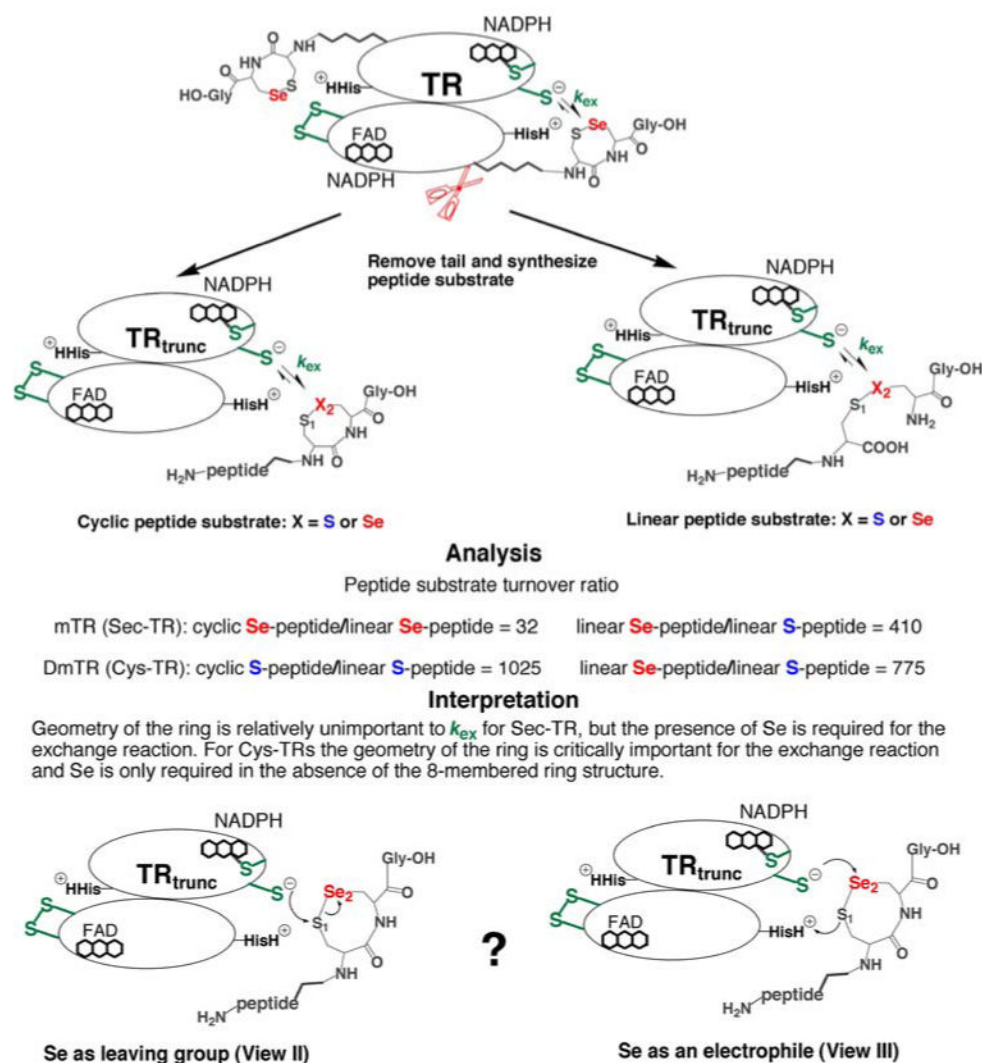 NADPH
O
NH
HN
O
S
Se
HO-Gly
⊕
HHis
TR
S
S ⊖
k_ex
S
S
FAD
NADPH
HisH ⊕
S
Se
Gly-OH
O
NH
NH
O
Remove tail and synthesize
peptide substrate
NADPH
TR_trunc
⊕
HHis
S
S ⊖
k_ex
S
S
FAD
HisH ⊕
X₂
S₁
Gly-OH
O
NH
NH
O
H₂N-peptide
NADPH
TR_trunc
⊕
HHis
S
S ⊖
k_ex
S
S
FAD
HisH ⊕
X₂
S₁
Gly-OH
O
NH₂
COOH
NH
H₂N-peptide
Cyclic peptide substrate: X = S or Se
Linear peptide substrate: X = S or Se
Analysis
Peptide substrate turnover ratio
mTR (Sec-TR): cyclic Se-peptide/linear Se-peptide = 32 linear Se-peptide/linear S-peptide = 410
DmTR (Cys-TR): cyclic S-peptide/linear S-peptide = 1025 linear Se-peptide/linear S-peptide = 775
Interpretation
Geometry of the ring is relatively unimportant to k_ex for Sec-TR, but the presence of Se is required for the
exchange reaction. For Cys-TRs the geometry of the ring is critically important for the exchange reaction
and Se is only required in the absence of the 8-membered ring structure.
NADPH
TR_trunc
⊕
HHis
S
S ⊖
S
S
FAD
HisH ⊕
Se₂
S₁
Gly-OH
O
NH
NH
O
H₂N-peptide
?
NADPH
TR_trunc
⊕
HHis
S
S ⊖
S
S
FAD
HisH ⊕
Se₂
S₁
Gly-OH
O
NH
NH
O
H₂N-peptide
Se as leaving group (View II)
Se as an electrophile (View III)